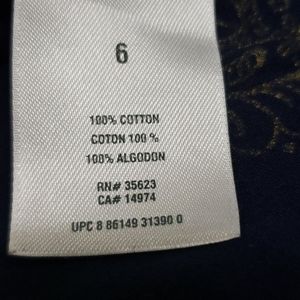 6
100% COTTON
COTON 100 %
100% ALGODON
RN# 35623
CA# 14974
UPC 8 86149 31390 0